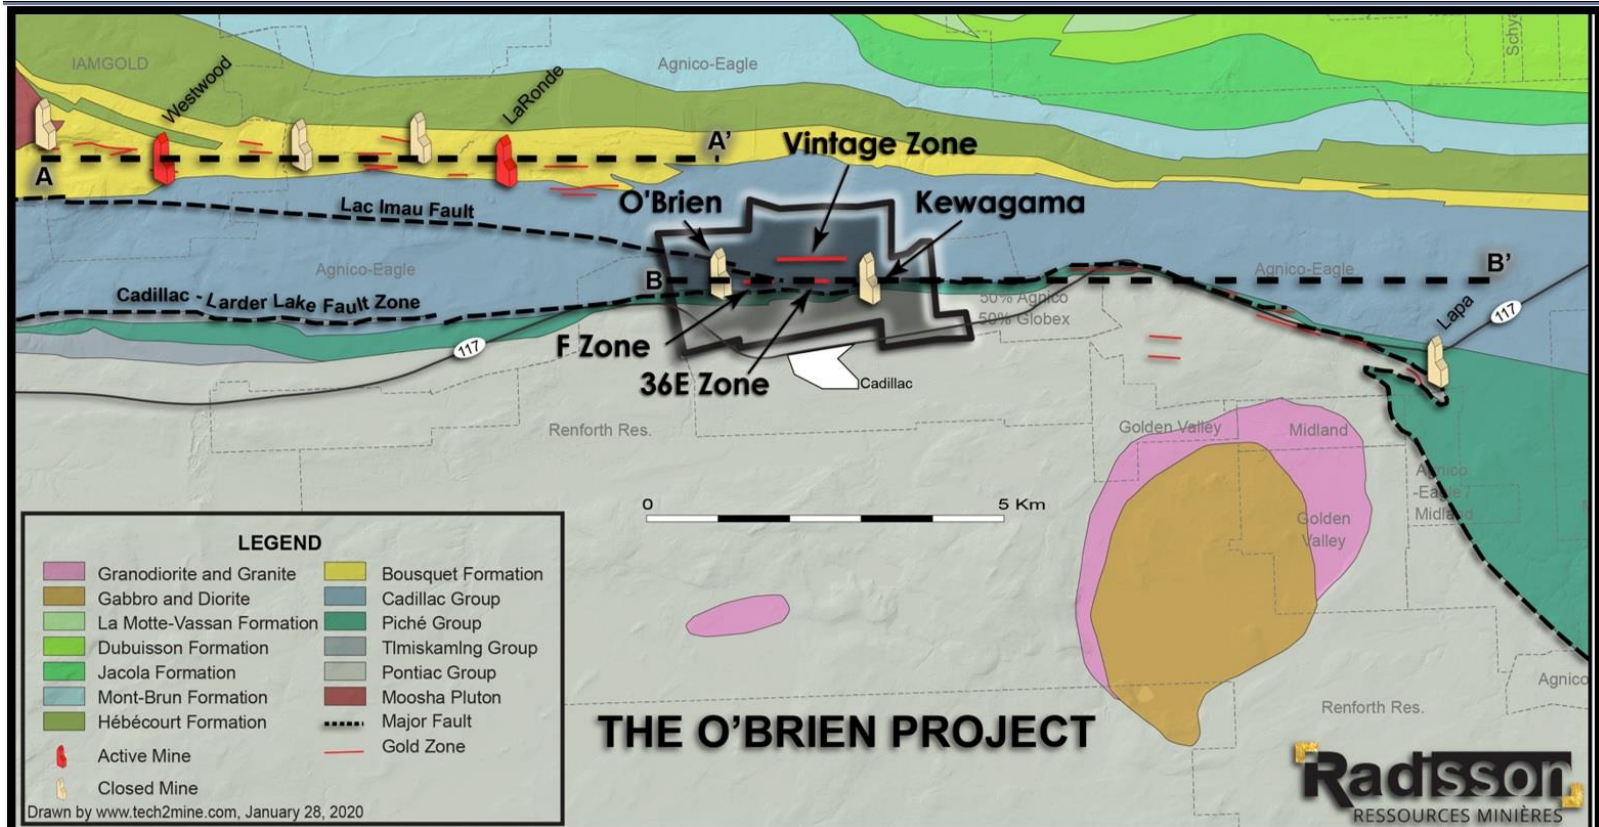 IAMGOLD
Westwood
LaRonde
Agnico-Eagle
A
A'
Vintage Zone
O'Brien
Kewagama
Lac Imau Fault
Agnico-Eagle
B
Agnico-Eagle
B'
Cadillac - Larder Lake Fault Zone
50% Agnico
50% Globex
117
117
Lapa
F Zone
36E Zone
Cadillac
Renforth Res.
Golden Valley
Midland
Agnico
-Eagle /
Midland
Golden
Valley
0
5 Km
LEGEND
Granodiorite and Granite
Gabbro and Diorite
La Motte-Vassan Formation
Dubuisson Formation
Jacola Formation
Mont-Brun Formation
Hébécourt Formation
Active Mine
Closed Mine
Bousquet Formation
Cadillac Group
Piché Group
TImiskamIng Group
Pontiac Group
Moosha Pluton
Major Fault
Gold Zone
Drawn by www.tech2mine.com, January 28, 2020
THE O'BRIEN PROJECT
Agnico
Renforth Res.
Radisson
RESSOURCES MINIÈRES